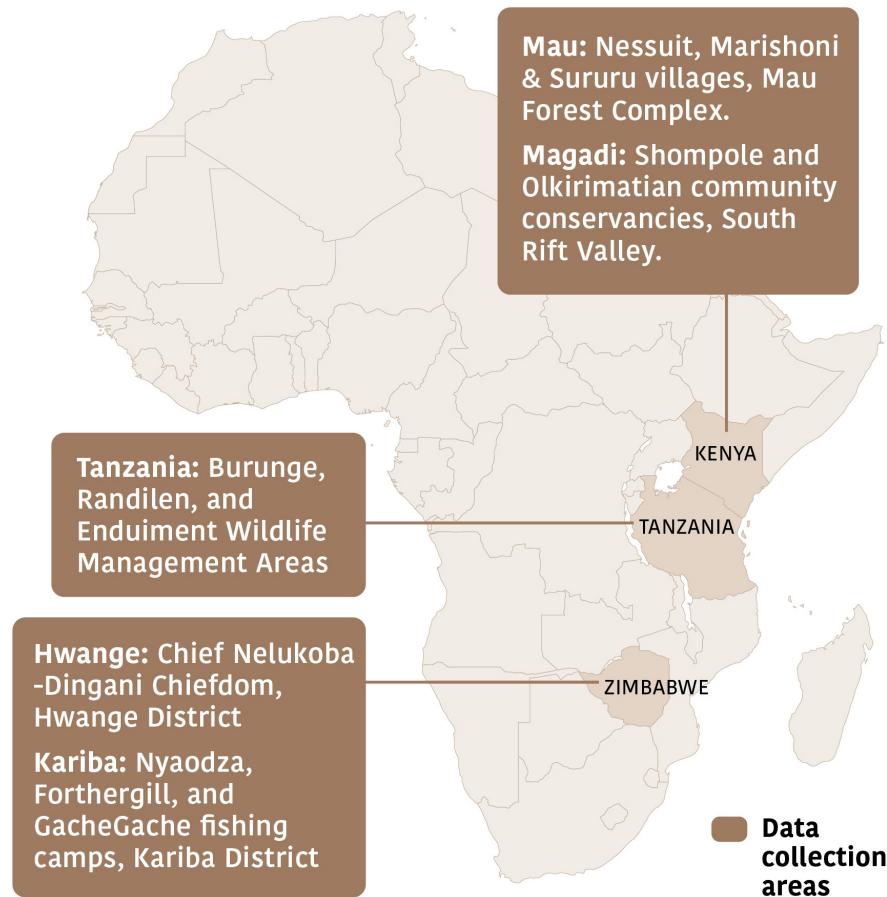 Mau: Nessuit, Marishoni
& Sururu villages, Mau
Forest Complex.
Magadi: Shompole and
Olkirimatian community
conservancies, South
Rift Valley.
KENYA
Tanzania: Burunge,
Randilen, and
Enduiment Wildlife
Management Areas
TANZANIA
Hwange: Chief Nelukoba
-Dingani Chiefdom,
Hwange District
Kariba: Nyaodza,
Forthergill, and
GacheGache fishing
camps, Kariba District
ZIMBABWE
Data
collection
areas